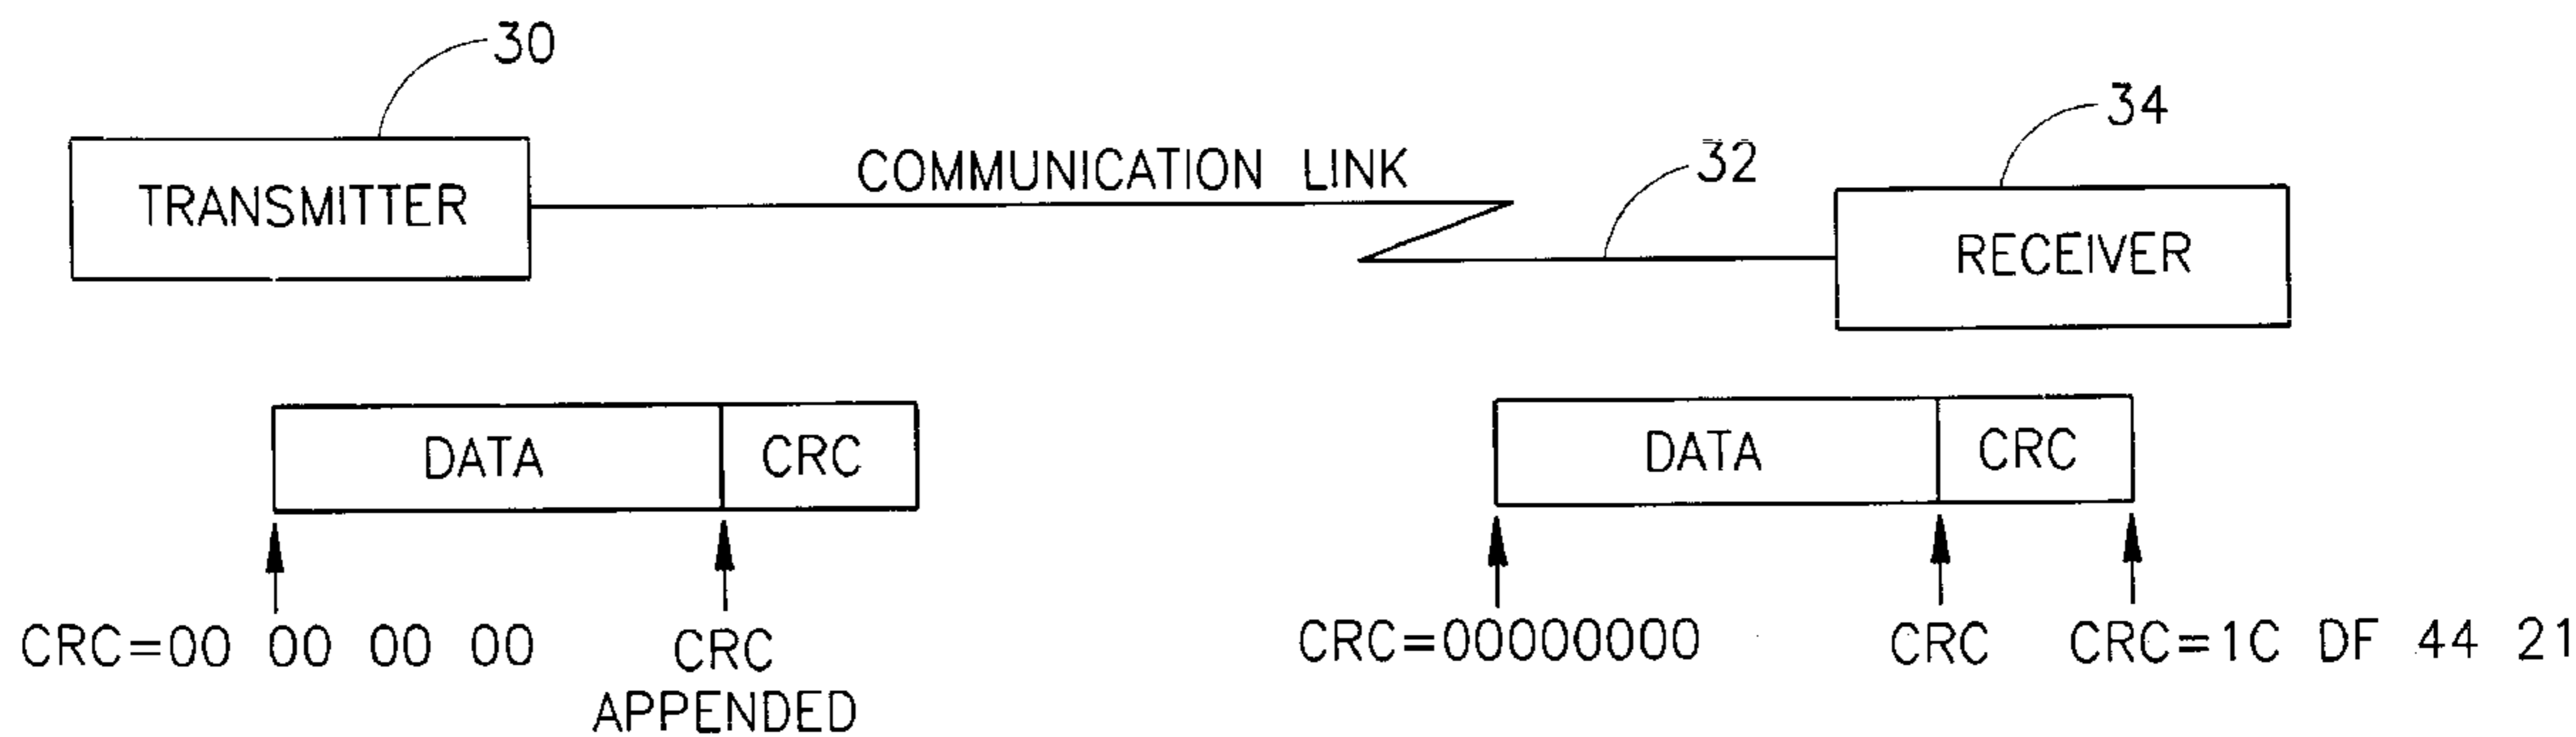 30
34
COMMUNICATION LINK
32
TRANSMITTER
RECEIVER
DATA
CRC
DATA
CRC
CRC=00 00 00 00
CRC
APPENDED
CRC=00000000
CRC
CRC=1C DF 44 21